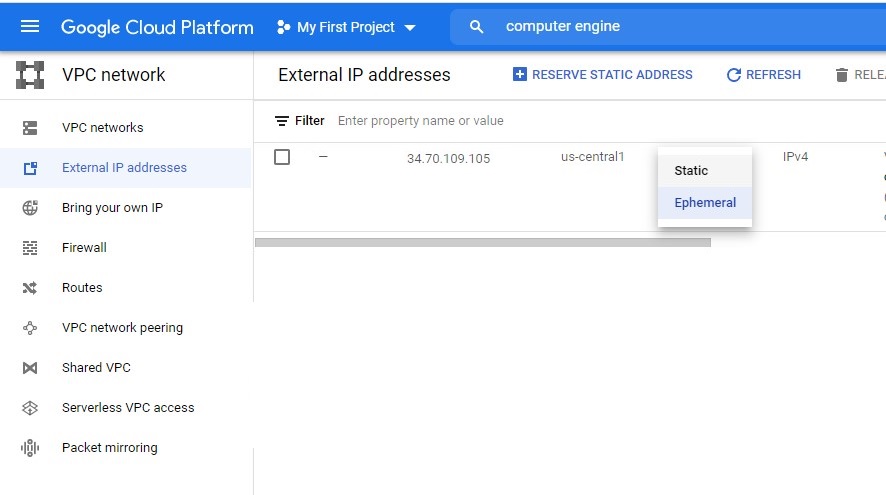 Google Cloud Platform My First Project computer engine
VPC network External IP addresses RESERVE STATIC ADDRESS REFRESH
Filter Enter property name or value
VPC networks
External IP addresses
Bring your own IP
Firewall
Routes
VPC network peering
Shared VPC
Serverless VPC access
Packet mirroring
– 34.70.109.105 us-central1 IPv4
Static
Ephemeral